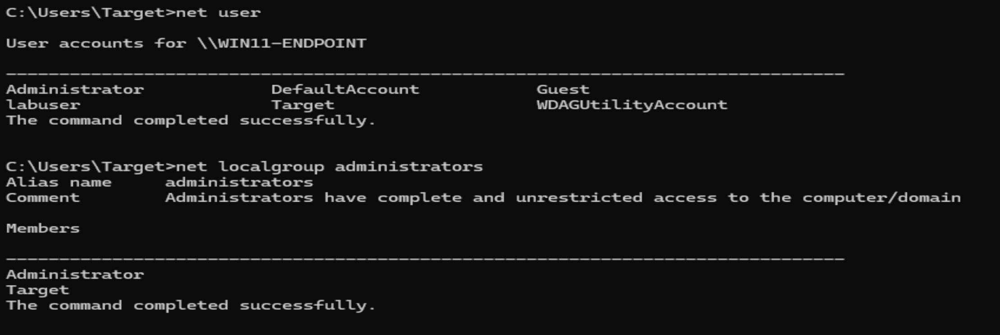 C:\Users\Target>net user
User accounts for \\WIN11-ENDPOINT
-------------------------------------------------------------------------------
Administrator            DefaultAccount           Guest
labuser                  Target                   WDAGUtilityAccount
The command completed successfully.
C:\Users\Target>net localgroup administrators
Alias name     administrators
Comment        Administrators have complete and unrestricted access to the computer/domain
Members
-------------------------------------------------------------------------------
Administrator
Target
The command completed successfully.